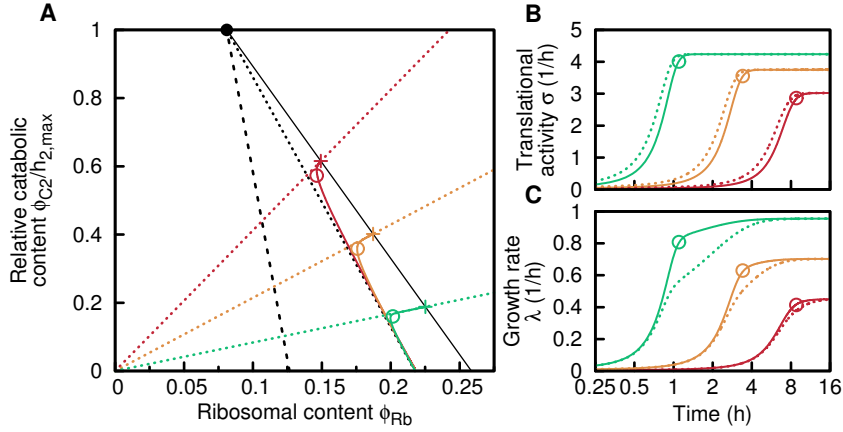 A
Relative catabolic
content ϕC2/h2,max
1
0.8
0.6
0.4
0.2
0
0 0.05 0.1 0.15 0.2 0.25
Ribosomal content ϕRb
B
Translational
activity σ (1/h)
5
4
3
2
1
0
C
Growth rate
λ (1/h)
1
0.8
0.6
0.4
0.2
0
0.25 0.5 1 2 4 8 16
Time (h)